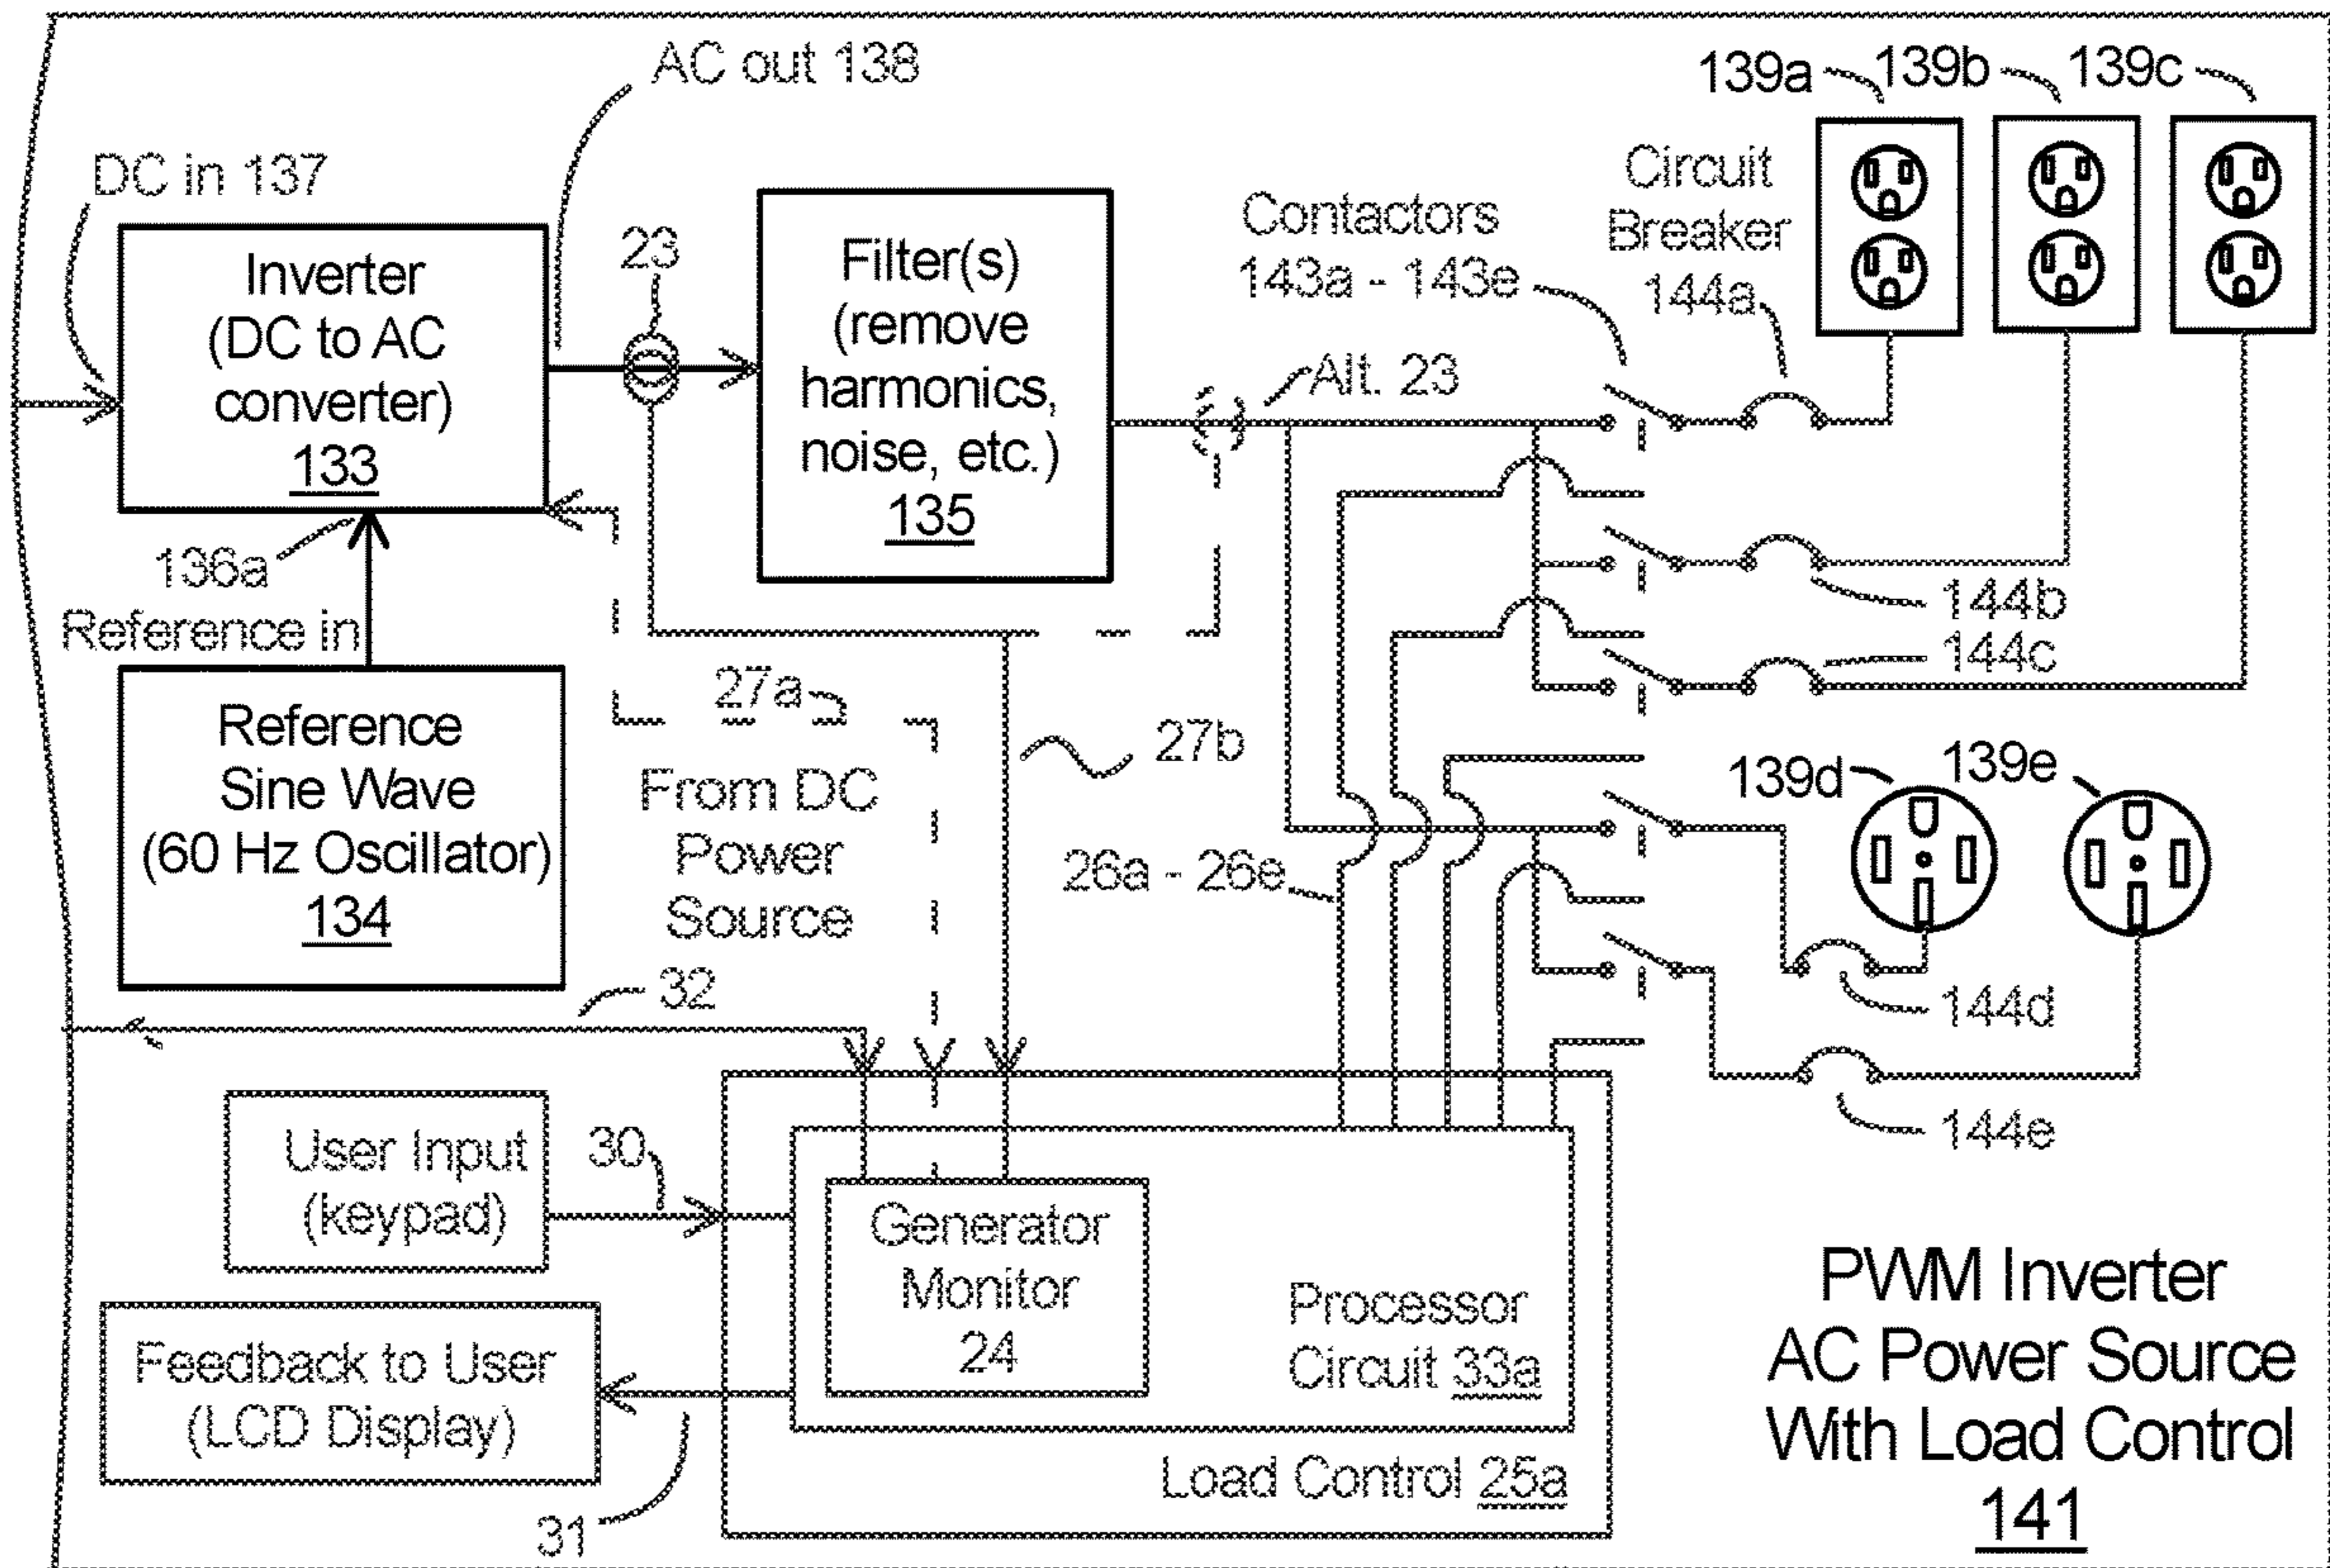 AC out 138
139a
139b
139c
DC in 137
Circuit
Breaker
144a
Contactors
143a - 143e
23
Inverter
(DC to AC
converter)
133
Filter(s)
(remove
harmonics,
noise, etc.)
135
Alt. 23
136a
Reference in
144b
144c
Reference
Sine Wave
(60 Hz Oscillator)
134
27a
27b
From DC
Power
Source
139d
139e
26a - 26e
32
144d
144e
User Input
(keypad)
30
Generator
Monitor
24
Processor
Circuit 33a
Feedback to User
(LCD Display)
31
Load Control 25a
PWM Inverter
AC Power Source
With Load Control
141